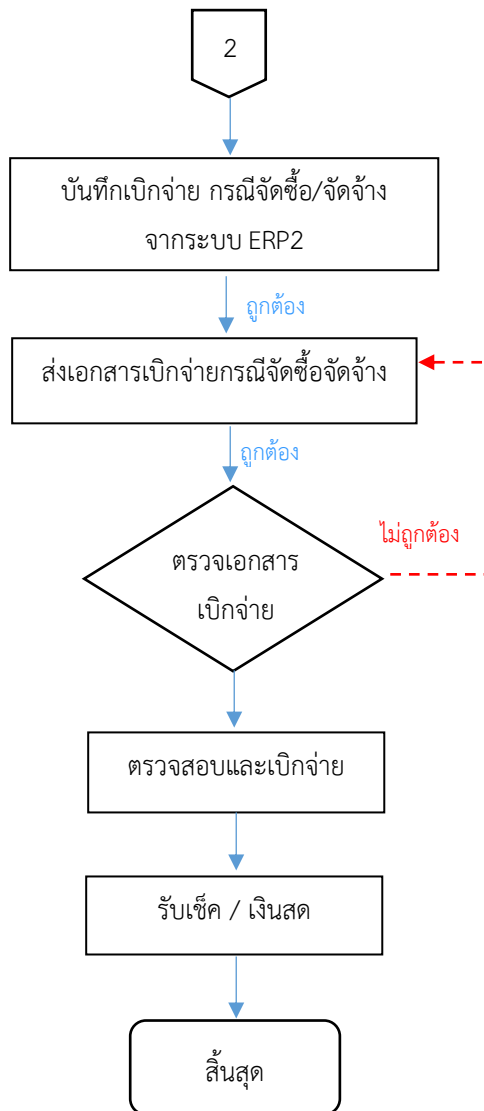 2
บันทึกเบิกจ่าย กรณีจัดซื้อ/จัดจ้าง
จากระบบ ERP2
ถูกต้อง
ส่งเอกสารเบิกจ่ายกรณีจัดซื้อจัดจ้าง
ถูกต้อง
ไม่ถูกต้อง
ตรวจเอกสาร
เบิกจ่าย
ตรวจสอบและเบิกจ่าย
รับเช็ค / เงินสด
สิ้นสุด